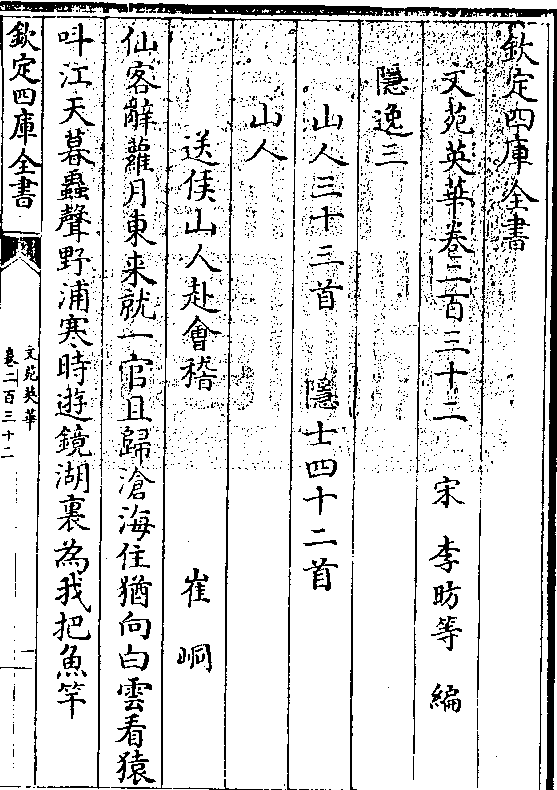 欽定四庫全書
文苑英華卷二百三十二　宋　李昉等　編
隱逸三
山人三十三首　隱士四十二首
山人
送侯山人赴會稽　崔峒
仙客辭蘿月東来就一官且歸滄海住猶向白雲看猿
叫江天暮蟲聲野浦寒時遊鏡湖裏為我把魚竿
欽定四庫全書
文苑英華
卷二百三十二
一